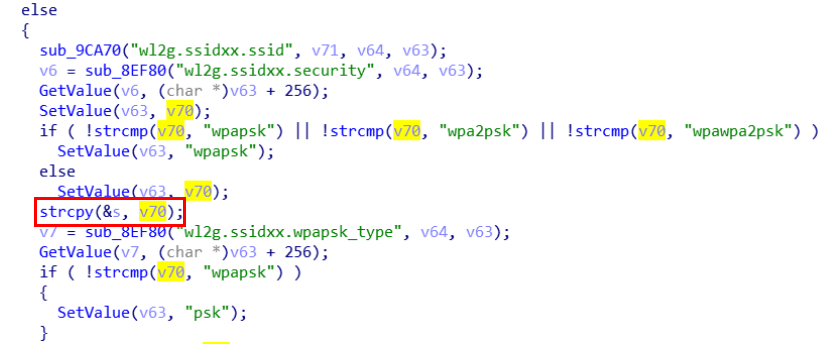 else
{
sub_9CA70("wl2g.ssidxx.ssid", v71, v64, v63);
v6 = sub_8EF80("wl2g.ssidxx.security", v64, v63);
GetValue(v6, (char *)v63 + 256);
SetValue(v63, v70);
if ( !strcmp(v70, "wpapsk") || !strcmp(v70, "wpa2psk") || !strcmp(v70, "wpawpa2psk") )
SetValue(v63, "wpapsk");
else
SetValue(v63, v70);
strcpy(&s, v70);
v7 = sub_8EF80("wl2g.ssidxx.wpapsk_type", v64, v63);
GetValue(v7, (char *)v63 + 256);
if ( !strcmp(v70, "wpapsk") )
{
SetValue(v63, "psk");
}